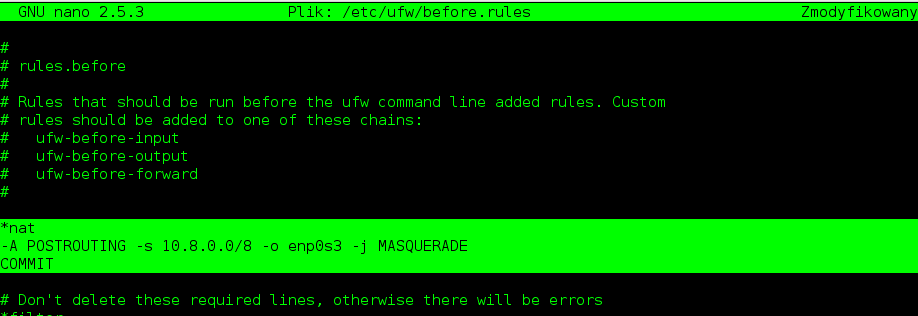 GNU nano 2.5.3 Plik: /etc/ufw/before.rules Zmodyfikowany
#
# rules.before
#
# Rules that should be run before the ufw command line added rules. Custom
# rules should be added to one of these chains:
#   ufw-before-input
#   ufw-before-output
#   ufw-before-forward
#
*nat
-A POSTROUTING -s 10.8.0.0/8 -o enp0s3 -j MASQUERADE
COMMIT
# Don't delete these required lines, otherwise there will be errors
*filter